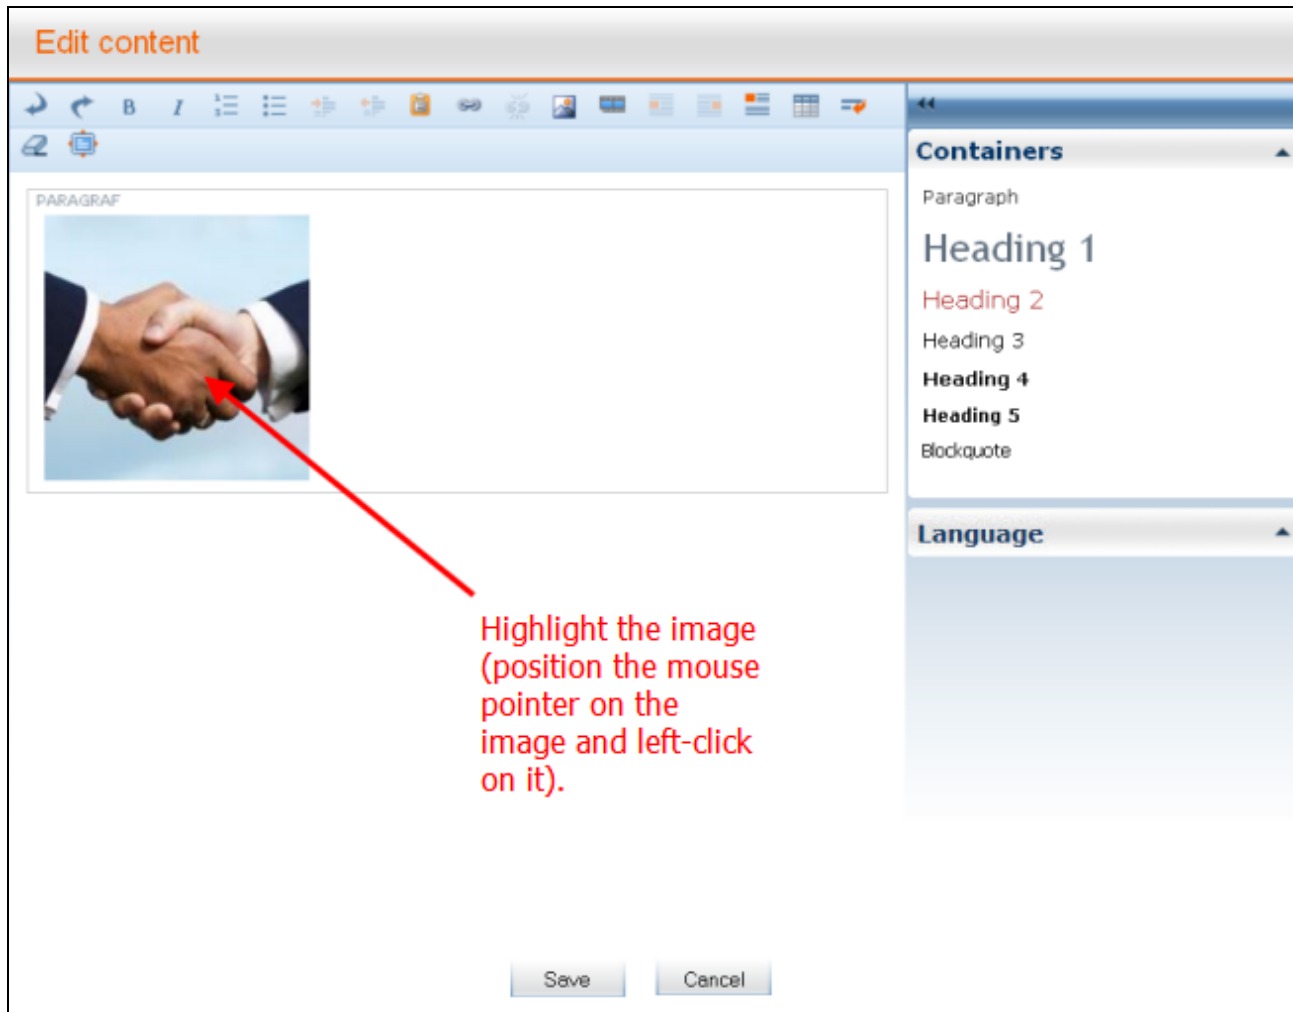 Edit content
B I
Containers
Paragraph
Heading 1
Heading 2
Heading 3
Heading 4
Heading 5
Blockquote
Language
PARAGRAF
Highlight the image
(position the mouse
pointer on the
image and left-click
on it).
Save Cancel